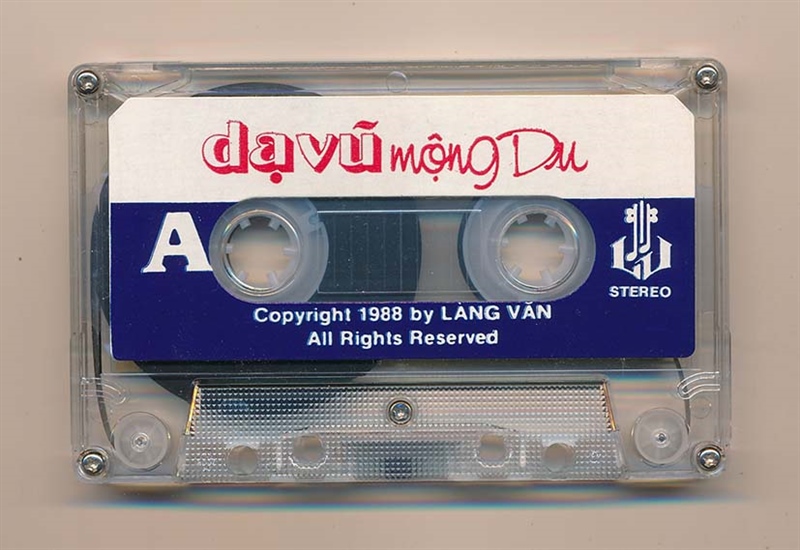 dạ vũ mộng Du
A
STEREO
Copyright 1988 by LÀNG VĂN
All Rights Reserved